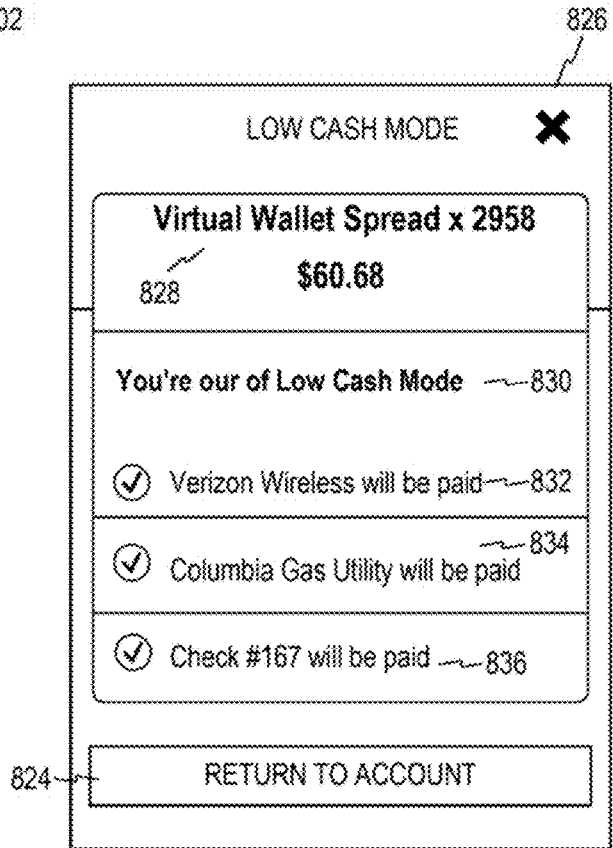 02
826
LOW CASH MODE
Virtual Wallet Spread x 2958
828
$60.68
You're our of Low Cash Mode 830
Verizon Wireless will be paid 832
834
Columbia Gas Utility will be paid
Check #167 will be paid 836
824 RETURN TO ACCOUNT